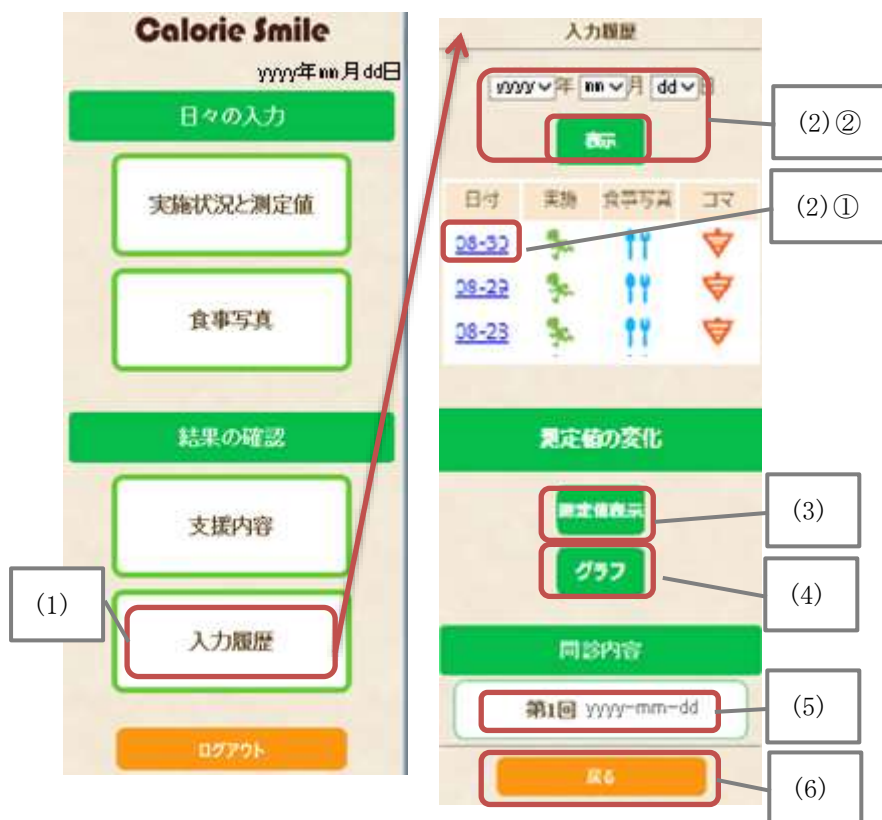 Calorie Smile
yyyy年mm月dd日
日々の入力
実施状況と測定値
食事写真
結果の確認
支援内容
(1)
入力履歴
ログアウト
入力履歴
yyyy年 mm月 dd日
表示
(2)②
日付 実施 食事写真 コマ
(2)①
08-30
08-29
08-28
測定値の変化
測定値表示
(3)
グラフ
(4)
問診内容
第1回 yyyy-mm-dd
(5)
戻る
(6)